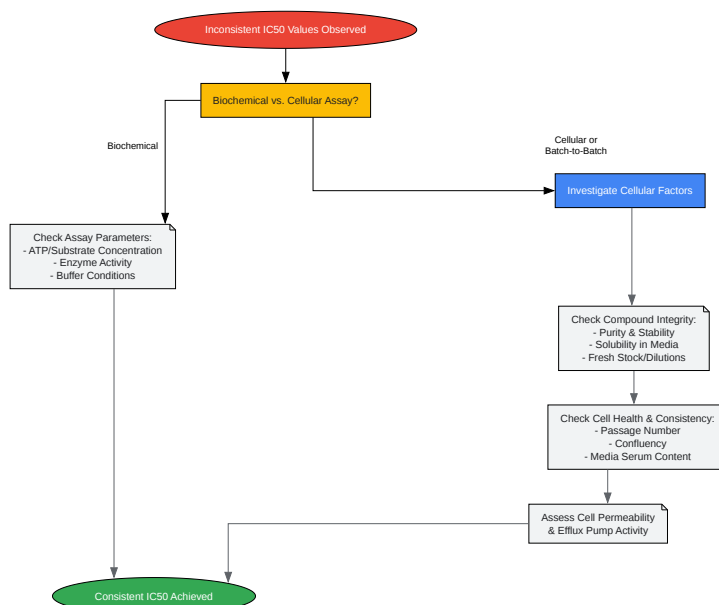 Inconsistent IC50 Values Observed
Biochemical vs. Cellular Assay?
Biochemical
Cellular or
Batch-to-Batch
Investigate Cellular Factors
Check Assay Parameters:
- ATP/Substrate Concentration
- Enzyme Activity
- Buffer Conditions
Check Compound Integrity:
- Purity & Stability
- Solubility in Media
- Fresh Stock/Dilutions
Check Cell Health & Consistency:
- Passage Number
- Confluency
- Media Serum Content
Assess Cell Permeability
& Efflux Pump Activity
Consistent IC50 Achieved